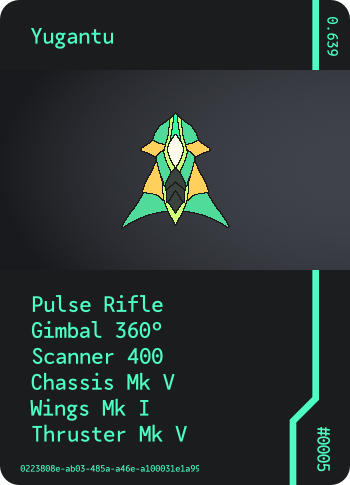 Yugantu
0.639
Pulse Rifle
Gimbal 360°
Scanner 400
Chassis Mk V
Wings Mk I
Thruster Mk V
#0005
0223808e-ab03-485a-a46e-a100031e1a95